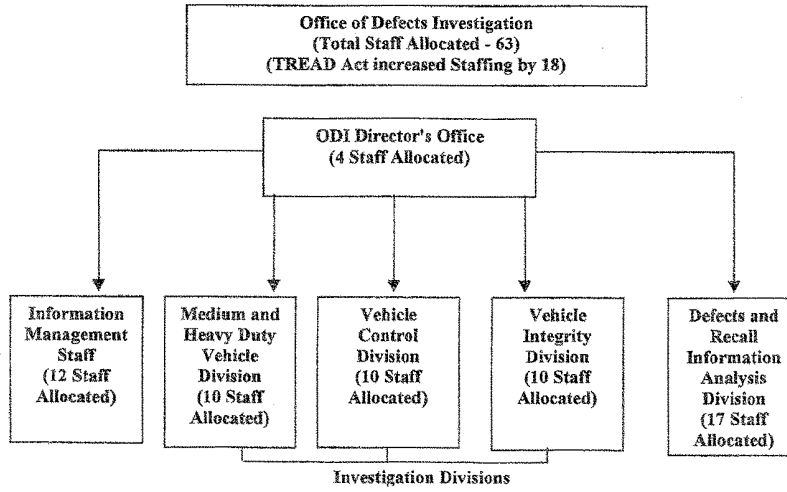 Office of Defects Investigation
(Total Staff Allocated - 63)
(TREAD Act increased Staffing by 18)
ODI Director's Office
(4 Staff Allocated)
Information
Management
Staff
(12 Staff
Allocated)
Medium and
Heavy Duty
Vehicle
Division
(10 Staff
Allocated)
Vehicle
Control
Division
(10 Staff
Allocated)
Vehicle
Integrity
Division
(10 Staff
Allocated)
Defects and
Recall
Information
Analysis
Division
(17 Staff
Allocated)
Investigation Divisions